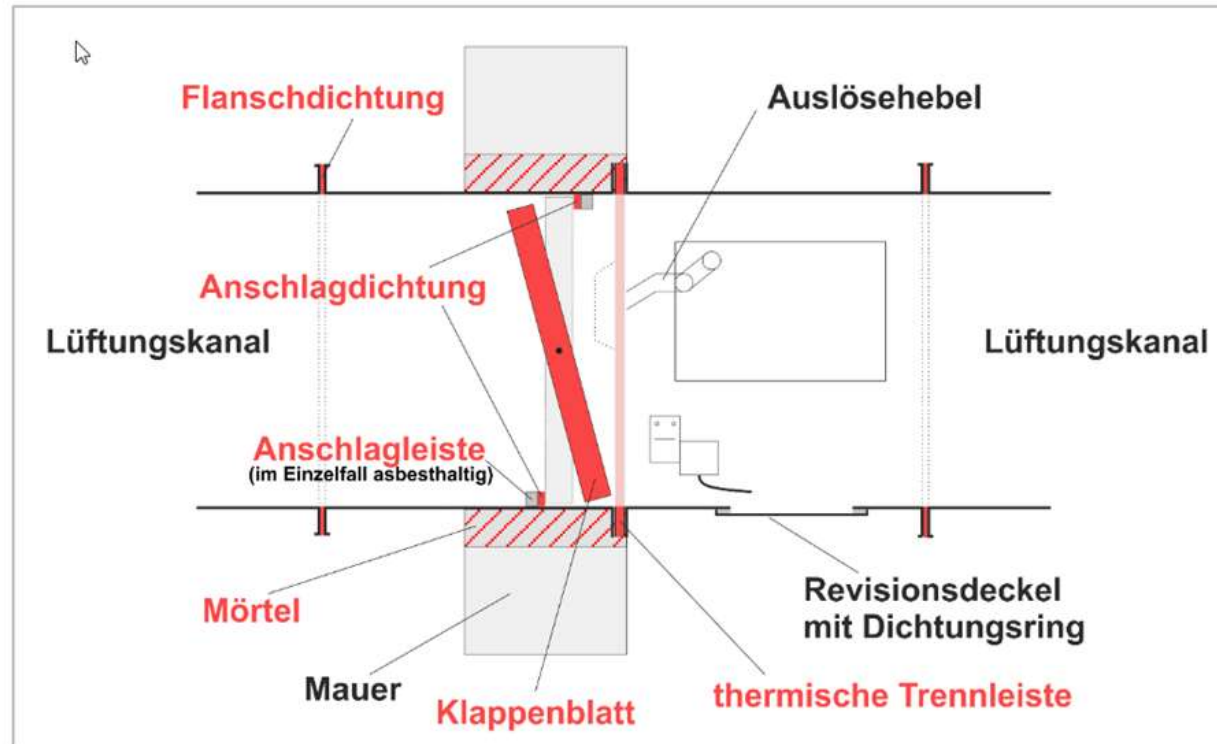 Flanschdichtung
Auslösehebel
Anschlagdichtung
Lüftungskanal
Lüftungskanal
Anschlagleiste
(im Einzelfall asbesthaltig)
Mörtel
Revisionsdeckel
mit Dichtungsring
Mauer
Klappenblatt
thermische Trennleiste